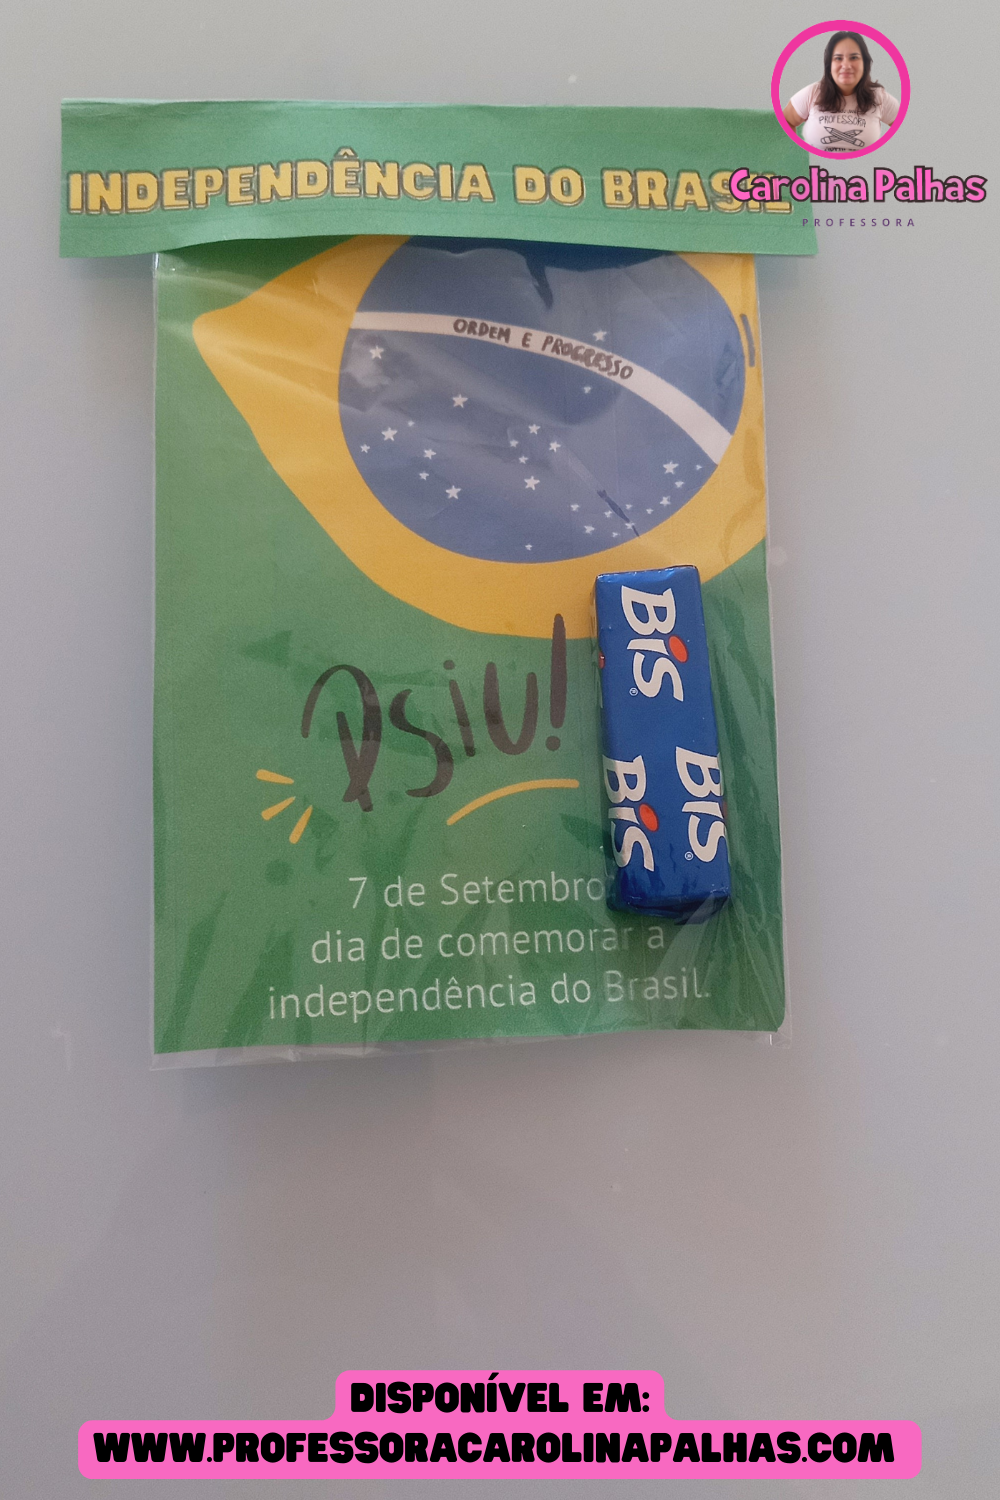 INDEPENDÊNCIA DO BRASIL
PROFESSORA
Carolina Palhas
PROFESSORA
ORDEM E PROGRESSO
Psiu!
Bis
Bis
Bis
7 de Setembro
dia de comemorar a
independência do Brasil.
DISPONÍVEL EM:
WWW.PROFESSORACAROLINAPALHAS.COM